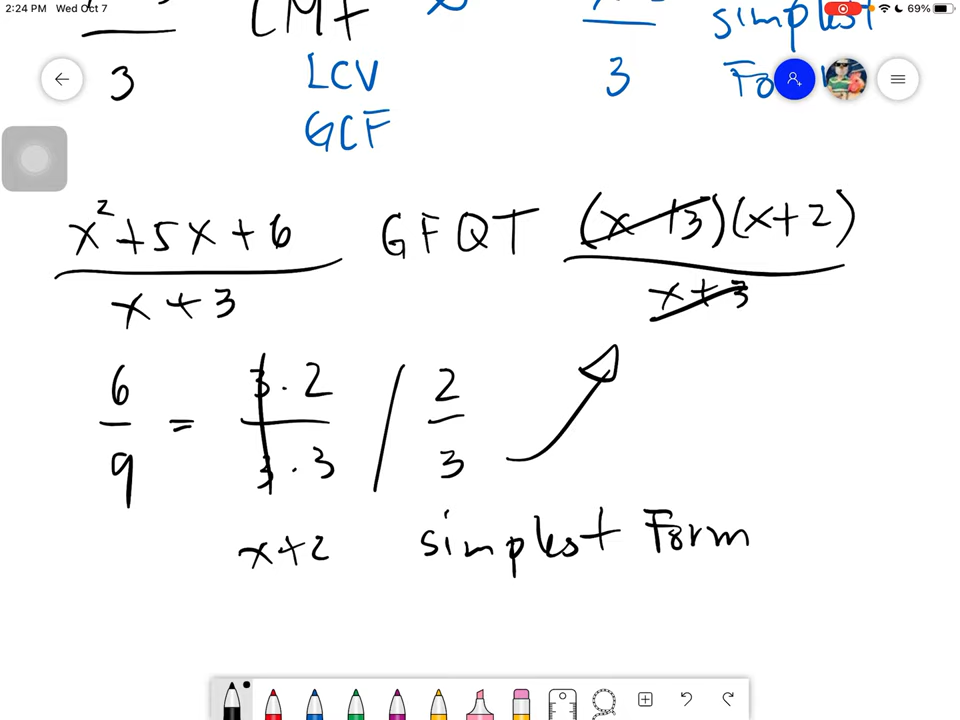 2:24 PM Wed Oct 7 69%
simplest
3 LCV 3
GCF
x²+5x+6 GFQT (x+3)(x+2)
x+3 x+3
6 3·2 / 2
=
9 3·3 3
x+2 simplest Form